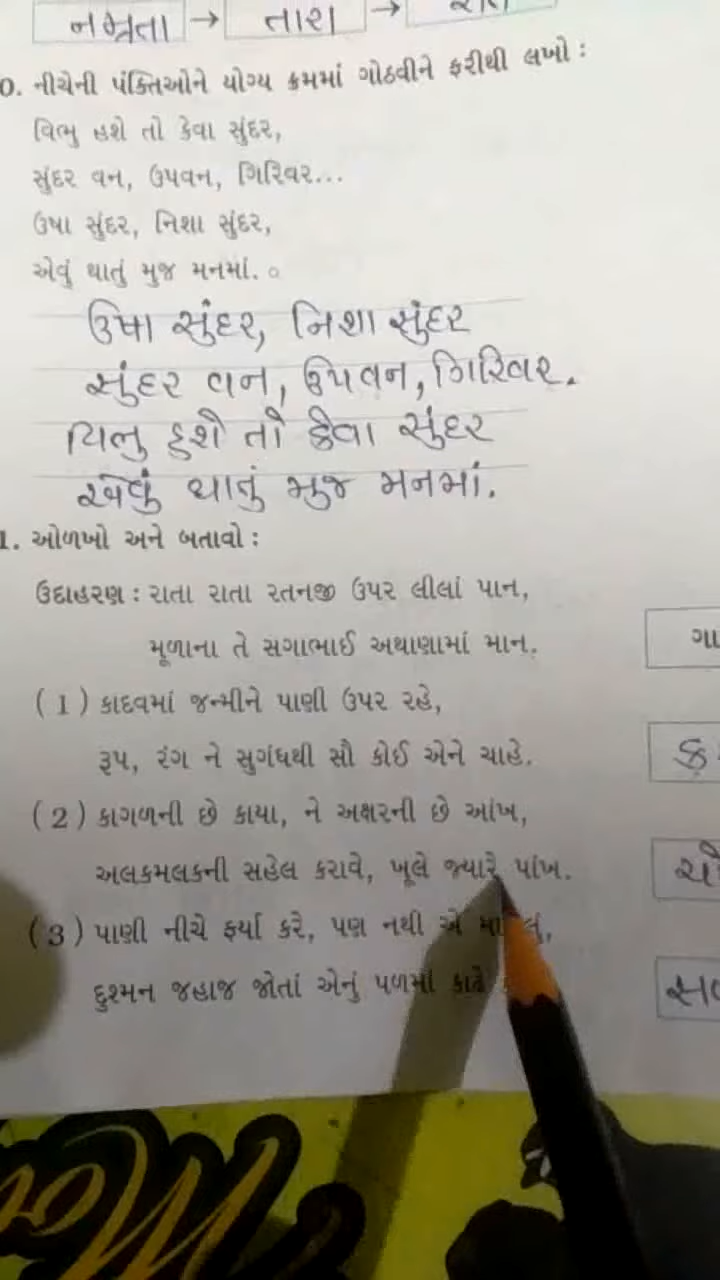 નમ્રતા → તારા →
0. નીચેની પંક્તિઓને યોગ્ય ક્રમમાં ગોઠવીને ફરીથી લખો :
વિભુ હશે તો કેવા સુંદર,
સુંદર વન, ઉપવન, ગિરિવર...
ઉષા સુંદર, નિશા સુંદર,
એવું થાતું મુજ મનમાં.
ઉષા સુંદર, નિશા સુંદર
સુંદર વન, ઉપવન, ગિરિવર.
વિભુ હશે તો કેવા સુંદર
એવું થાતું મુજ મનમાં.
1. ઓળખો અને બતાવો :
ઉદાહરણ : રાતા રાતા રતનજી ઉપર લીલાં પાન,
મૂળાના તે સગાભાઈ અથાણામાં માન. ગા
(1) કાદવમાં જન્મીને પાણી ઉપર રહે,
રૂપ, રંગ ને સુગંધથી સૌ કોઈ એને ચાહે. ક
(2) કાગળની છે કાયા, ને અક્ષરની છે આંખ,
અલકમલકની સહેલ કરાવે, ખૂલે જ્યારે પાંખ. ચો
(3) પાણી નીચે ફર્યા કરે, પણ નથી એ
દુશ્મન જહાજ જોતાં એનું પળમાં કાઢે સબ